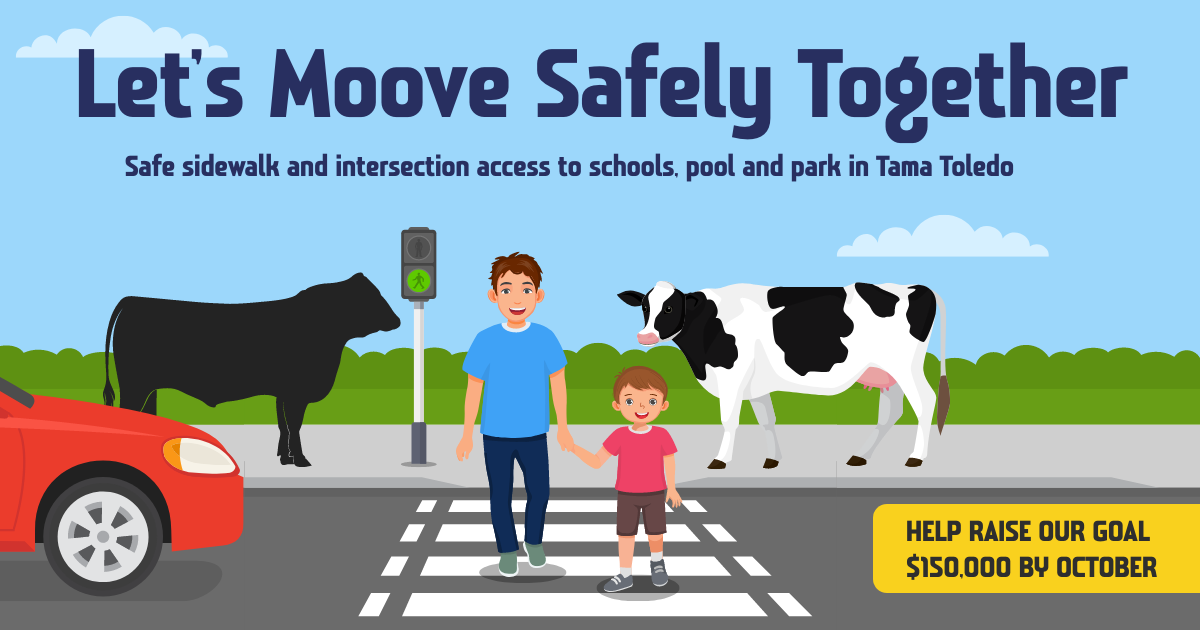 Let's Moove Safely Together
Safe sidewalk and intersection access to schools, pool and park in Tama Toledo
HELP RAISE OUR GOAL
$150,000 BY OCTOBER